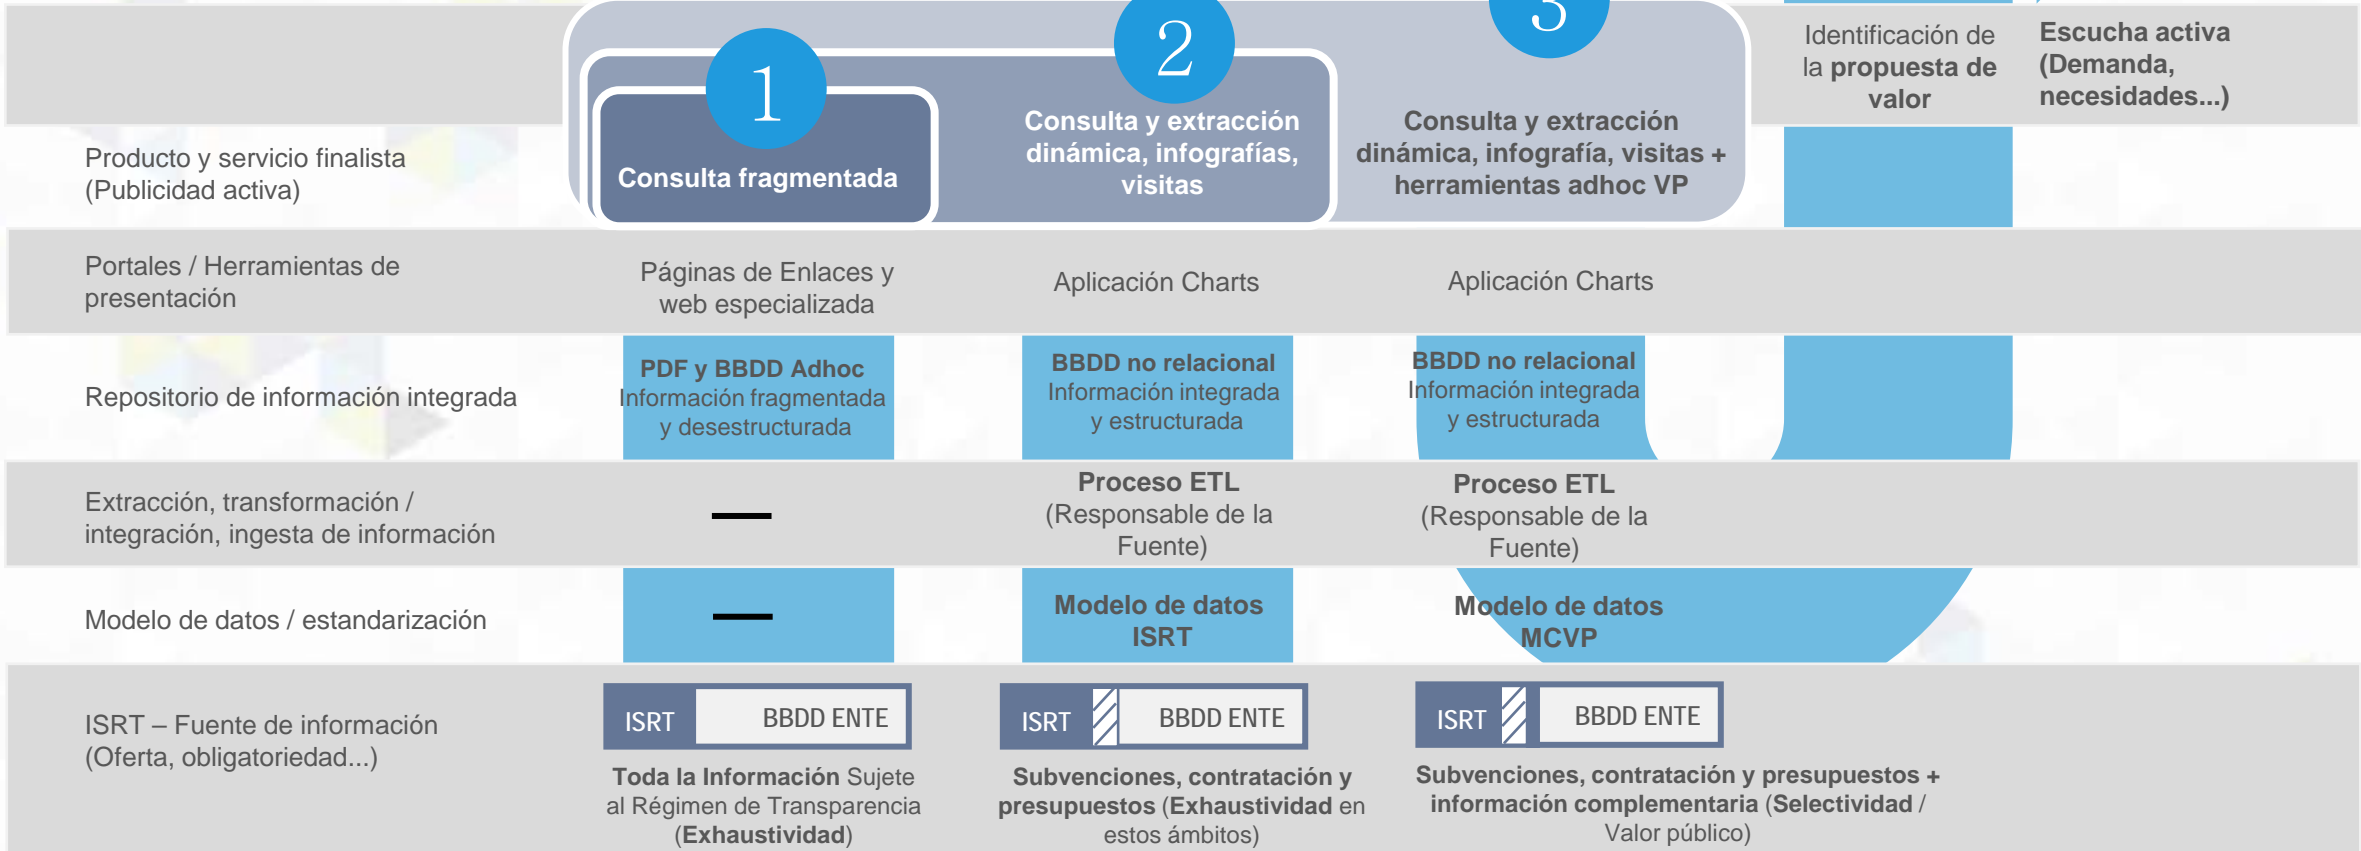 1
2
3
Identificación de
la propuesta de
valor
Escucha activa
(Demanda,
necesidades...)
Producto y servicio finalista
(Publicidad activa)
Consulta fragmentada
Consulta y extracción
dinámica, infografías,
visitas
Consulta y extracción
dinámica, infografía, visitas +
herramientas adhoc VP
Portales / Herramientas de
presentación
Páginas de Enlaces y
web especializada
Aplicación Charts
Aplicación Charts
Repositorio de información integrada
PDF y BBDD Adhoc
Información fragmentada
y desestructurada
BBDD no relacional
Información integrada
y estructurada
BBDD no relacional
Información integrada
y estructurada
Extracción, transformación /
integración, ingesta de información
—
Proceso ETL
(Responsable de la
Fuente)
Proceso ETL
(Responsable de la
Fuente)
Modelo de datos / estandarización
—
Modelo de datos
ISRT
Modelo de datos
MCVP
ISRT – Fuente de información
(Oferta, obligatoriedad...)
ISRT BBDD ENTE
Toda la Información Sujete
al Régimen de Transparencia
(Exhaustividad)
ISRT BBDD ENTE
Subvenciones, contratación y
presupuestos (Exhaustividad en
estos ámbitos)
ISRT BBDD ENTE
Subvenciones, contratación y presupuestos +
información complementaria (Selectividad /
Valor público)